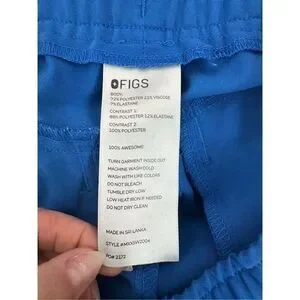 FIGS
BODY:
72% POLYESTER 21% VISCOSE
7% ELASTANE
CONTRAST 1:
88% POLYESTER 12% ELASTANE
CONTRAST 2:
100% POLYESTER
100% AWESOME
TURN GARMENT INSIDE OUT
MACHINE WASH COLD
WASH WITH LIKE COLORS
DO NOT BLEACH
TUMBLE DRY LOW
LOW HEAT IRON IF NEEDED
DO NOT DRY CLEAN
MADE IN SRI LANKA
PO# 2172